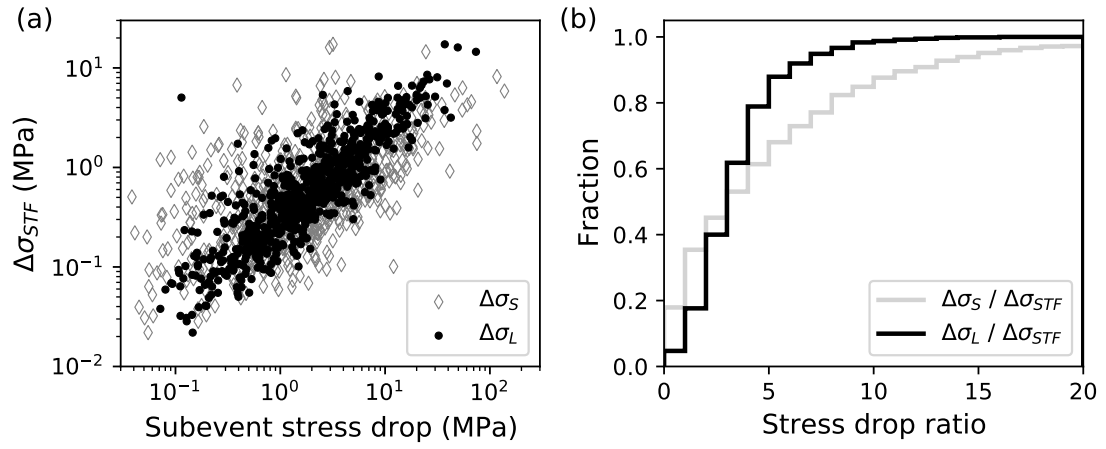 (a)
Δσ_STF (MPa)
10^1
10^0
10^−1
10^−2
10^−1 10^0 10^1 10^2
Subevent stress drop (MPa)
Δσ_S
Δσ_L
(b)
Fraction
1.0
0.8
0.6
0.4
0.2
0.0
0 5 10 15 20
Stress drop ratio
Δσ_S / Δσ_STF
Δσ_L / Δσ_STF